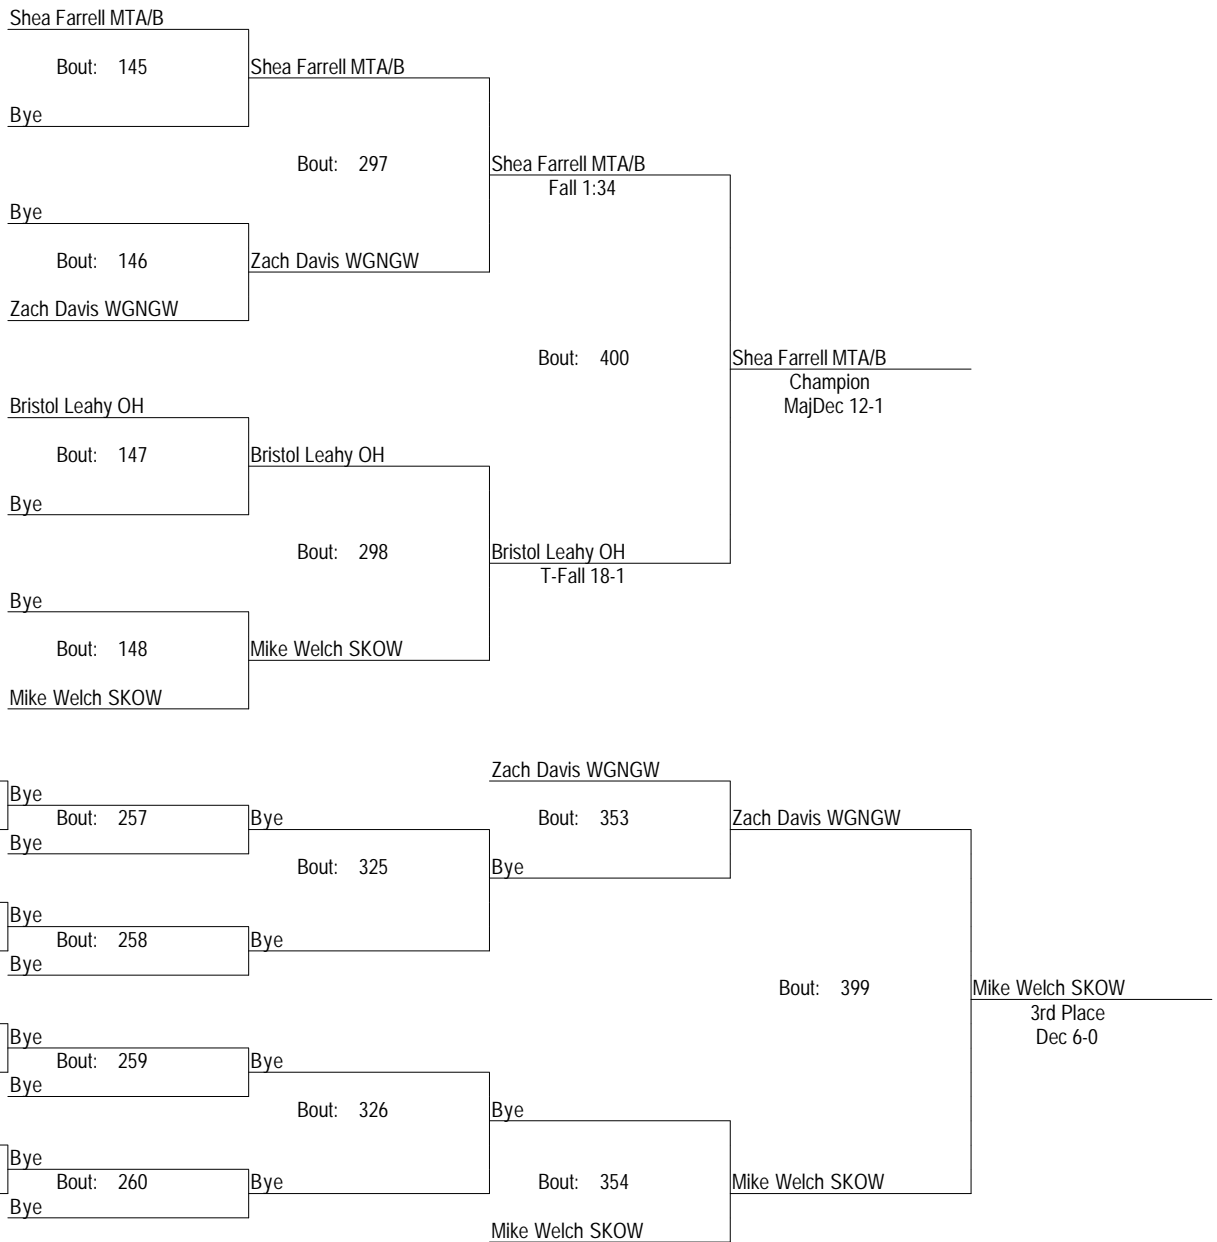 Shea Farrell MTA/B
Bout: 145 Shea Farrell MTA/B
Bye
Bout: 297 Shea Farrell MTA/B
Fall 1:34
Bye
Bout: 146 Zach Davis WGNGW
Zach Davis WGNGW
Bout: 400 Shea Farrell MTA/B
Champion
MajDec 12-1
Bristol Leahy OH
Bout: 147 Bristol Leahy OH
Bye
Bout: 298 Bristol Leahy OH
T-Fall 18-1
Bye
Bout: 148 Mike Welch SKOW
Mike Welch SKOW
Zach Davis WGNGW
Bye
Bout: 257 Bye Bout: 353 Zach Davis WGNGW
Bye
Bout: 325 Bye
Bye
Bout: 258 Bye
Bye
Bout: 399 Mike Welch SKOW
3rd Place
Dec 6-0
Bye
Bout: 259 Bye
Bye
Bout: 326 Bye
Bye
Bout: 260 Bye Bout: 354 Mike Welch SKOW
Bye
Mike Welch SKOW